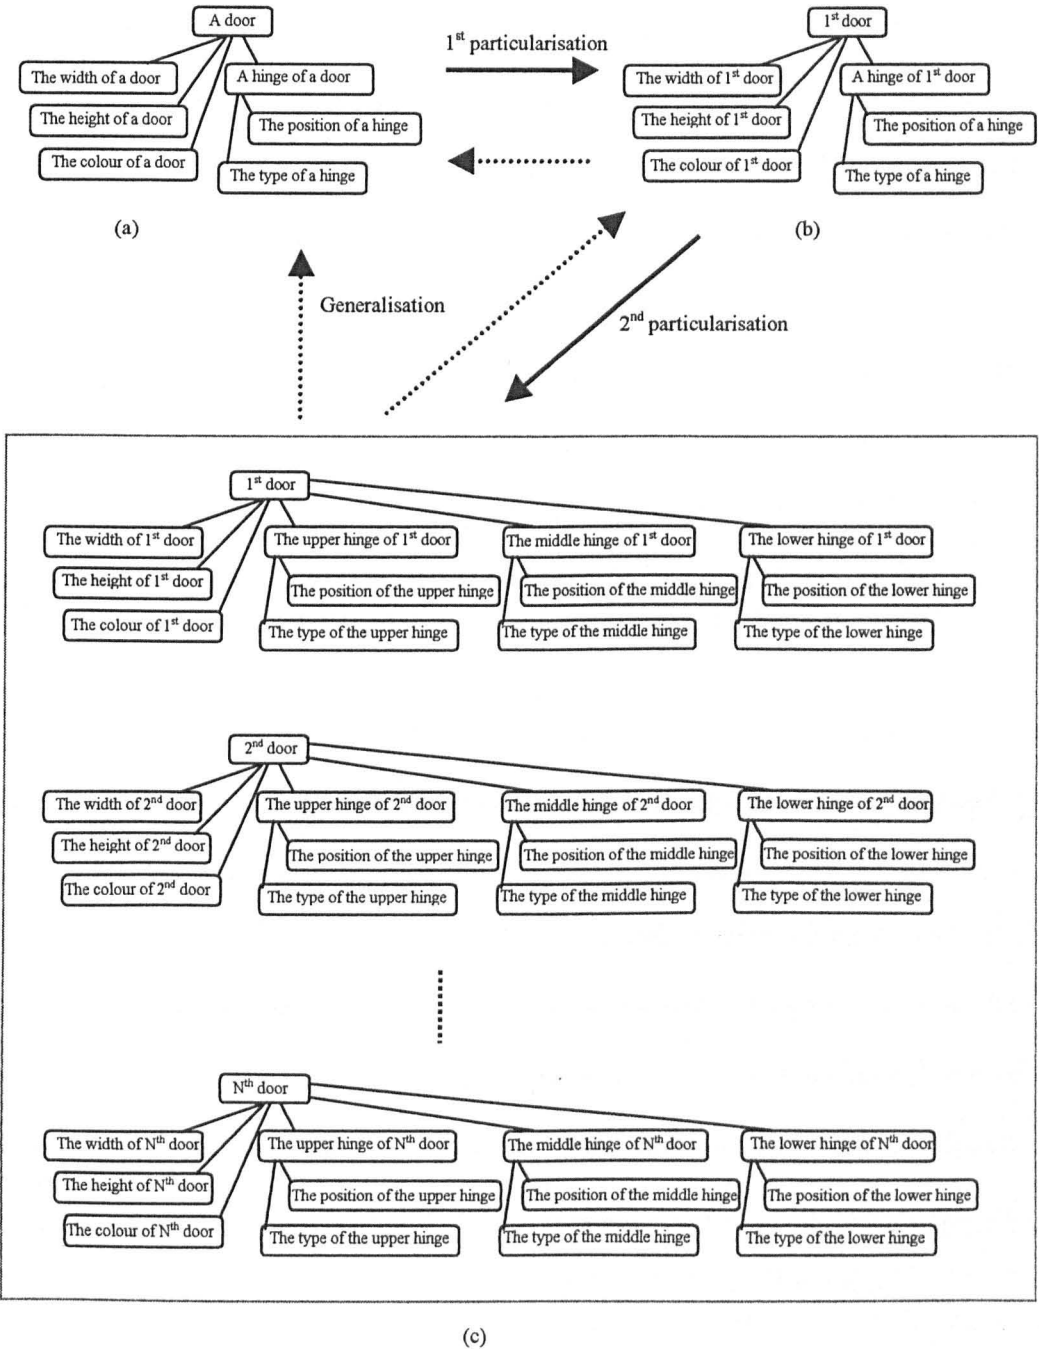 A door
The width of a door
The height of a door
The colour of a door
A hinge of a door
The position of a hinge
The type of a hinge
(a)
1st particularisation
1st door
The width of 1st door
The height of 1st door
The colour of 1st door
A hinge of 1st door
The position of a hinge
The type of a hinge
(b)
Generalisation
2nd particularisation
1st door
The width of 1st door
The height of 1st door
The colour of 1st door
The upper hinge of 1st door
The position of the upper hinge
The type of the upper hinge
The middle hinge of 1st door
The position of the middle hinge
The type of the middle hinge
The lower hinge of 1st door
The position of the lower hinge
The type of the lower hinge
2nd door
The width of 2nd door
The height of 2nd door
The colour of 2nd door
The upper hinge of 2nd door
The position of the upper hinge
The type of the upper hinge
The middle hinge of 2nd door
The position of the middle hinge
The type of the middle hinge
The lower hinge of 2nd door
The position of the lower hinge
The type of the lower hinge
Nth door
The width of Nth door
The height of Nth door
The colour of Nth door
The upper hinge of Nth door
The position of the upper hinge
The type of the upper hinge
The middle hinge of Nth door
The position of the middle hinge
The type of the middle hinge
The lower hinge of Nth door
The position of the lower hinge
The type of the lower hinge
(c)